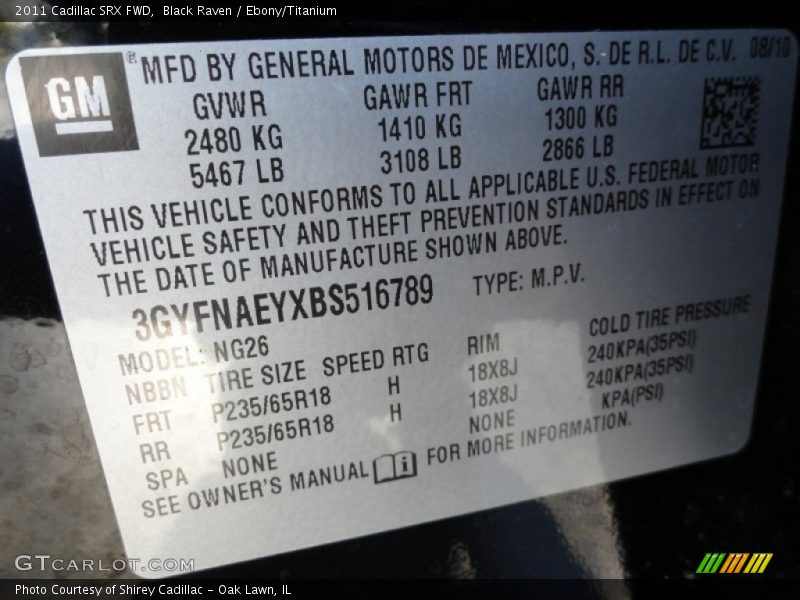 2011 Cadillac SRX FWD,  Black Raven / Ebony/Titanium
GM
® MFD BY GENERAL MOTORS DE MEXICO, S. DE R.L. DE C.V. 08/10
GVWR GAWR FRT GAWR RR
2480 KG 1410 KG 1300 KG
5467 LB 3108 LB 2866 LB
THIS VEHICLE CONFORMS TO ALL APPLICABLE U.S. FEDERAL MOTOR
VEHICLE SAFETY AND THEFT PREVENTION STANDARDS IN EFFECT ON
THE DATE OF MANUFACTURE SHOWN ABOVE.
3GYFNAEYXBS516789 TYPE: M.P.V.
MODEL: NG26
NBBN TIRE SIZE SPEED RTG RIM COLD TIRE PRESSURE
FRT P235/65R18 H 18X8J 240KPA(35PSI)
RR P235/65R18 H 18X8J 240KPA(35PSI)
SPA NONE NONE KPA(PSI)
SEE OWNER'S MANUAL FOR MORE INFORMATION.
GTCARLOT.COM
Photo Courtesy of Shirey Cadillac - Oak Lawn, IL